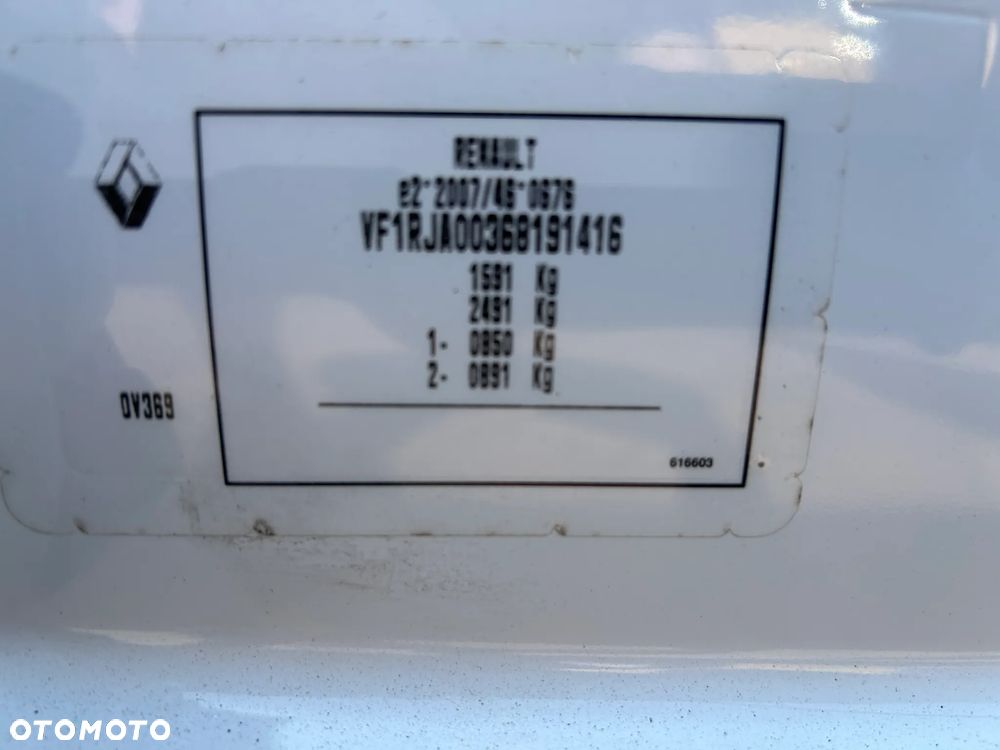 RENAULT
e2*2007/46*0676
VF1RJA00368191416
1591 Kg
2491 Kg
1- 0850 Kg
2- 0891 Kg
0V369
616603
OTOMOTO